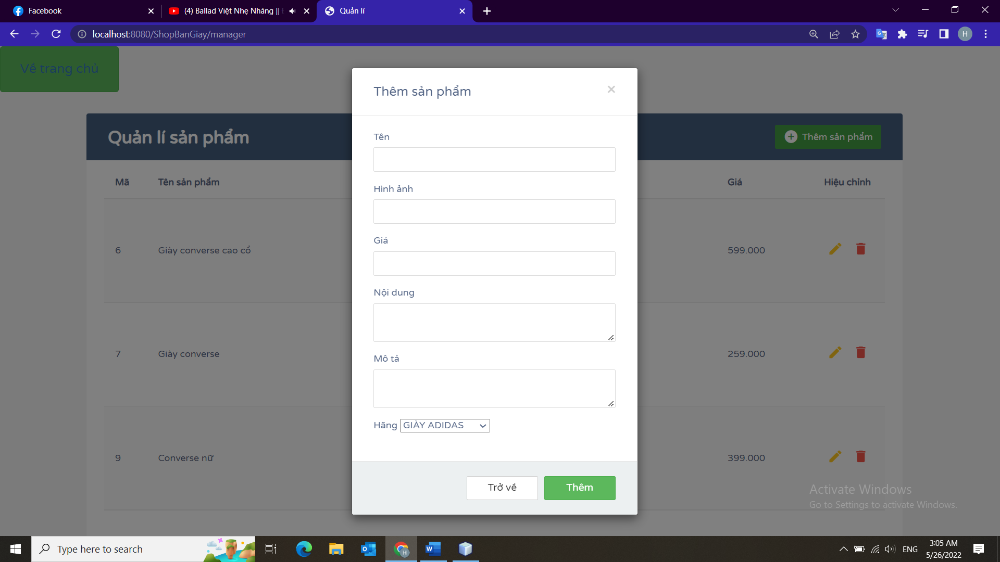 Facebook
(4) Ballad Việt Nhẹ Nhàng ||
Quản lí
localhost:8080/ShopBanGiay/manager
H
Về trang chủ
Thêm sản phẩm
×
Quản lí sản phẩm
Thêm sản phẩm
Tên
Mã Tên sản phẩm Giá Hiệu chỉnh
Hình ảnh
Giá
6 Giày converse cao cổ 599.000
Nội dung
7 Giày converse 259.000
Mô tả
Hãng GIÀY ADIDAS
9 Converse nữ 399.000
Trở về Thêm
Activate Windows
Go to Settings to activate Windows.
Type here to search
ENG
3:05 AM
5/26/2022